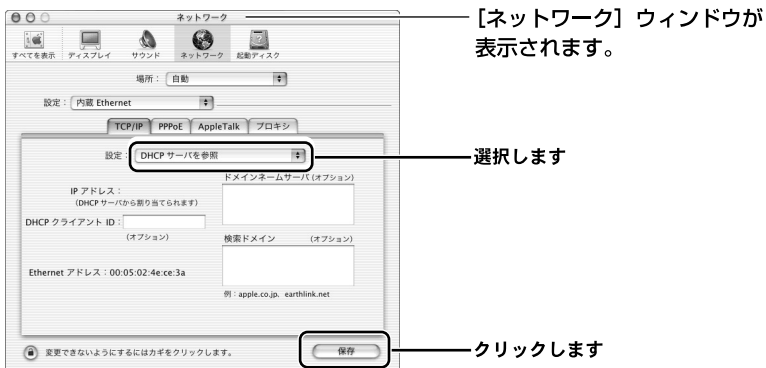 ネットワーク
[ネットワーク] ウィンドウが
表示されます。
すべてを表示 ディスプレイ サウンド ネットワーク 起動ディスク
場所： 自動
設定： 内蔵 Ethernet
TCP/IP PPPoE AppleTalk プロキシ
設定： DHCP サーバを参照
選択します
ドメインネームサーバ (オプション)
IP アドレス：
(DHCP サーバから割り当てられます)
DHCP クライアント ID：
(オプション)
検索ドメイン (オプション)
Ethernet アドレス：00:05:02:4e:ce:3a
例：apple.co.jp、earthlink.net
変更できないようにするにはカギをクリックします。
保存
クリックします